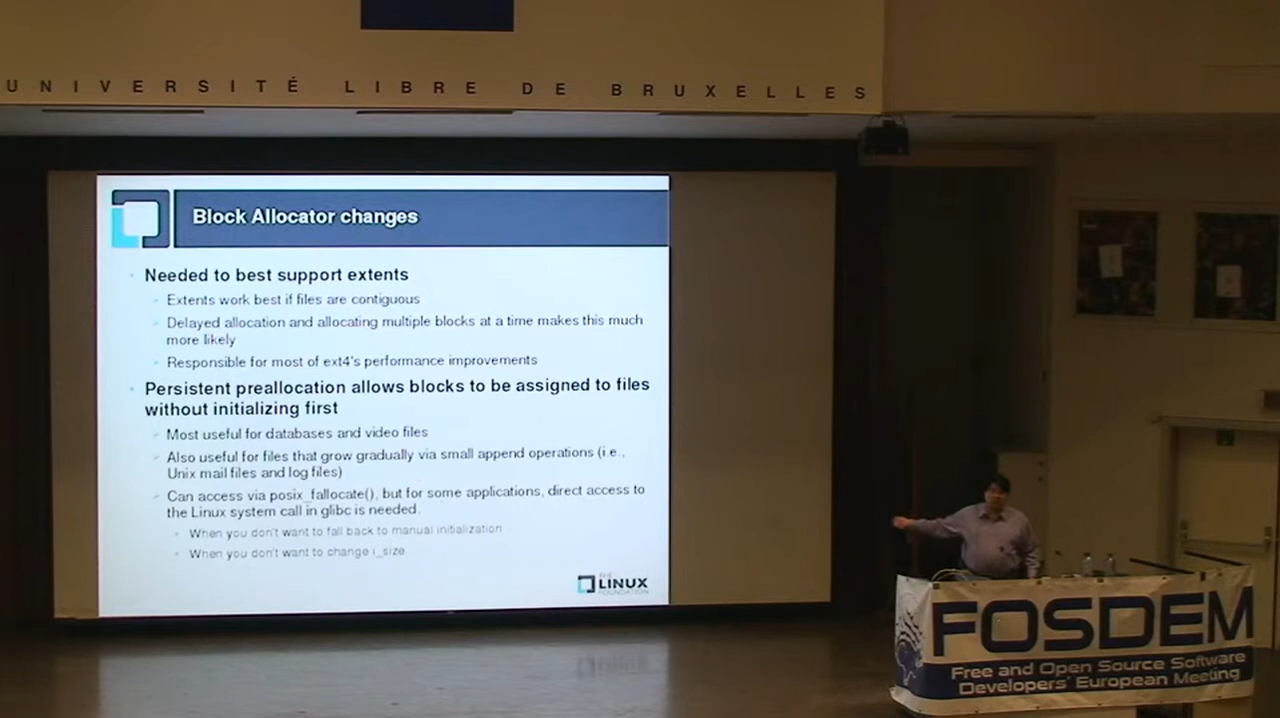 UNIVERSITÉ LIBRE DE BRUXELLES
Block Allocator changes
Needed to best support extents
Extents work best if files are contiguous
Delayed allocation and allocating multiple blocks at a time makes this much
more likely
Responsible for most of ext4's performance improvements
Persistent preallocation allows blocks to be assigned to files
without initializing first
Most useful for databases and video files
Also useful for files that grow gradually via small append operations (i.e.,
Unix mail files and log files)
Can access via posix_fallocate(), but for some applications, direct access to
the Linux system call in glibc is needed.
When you don't want to fall back to manual initialization
When you don't want to change i_size
THE
LINUX
FOUNDATION
FOSDEM
Free and Open Source Software
Developers' European Meeting